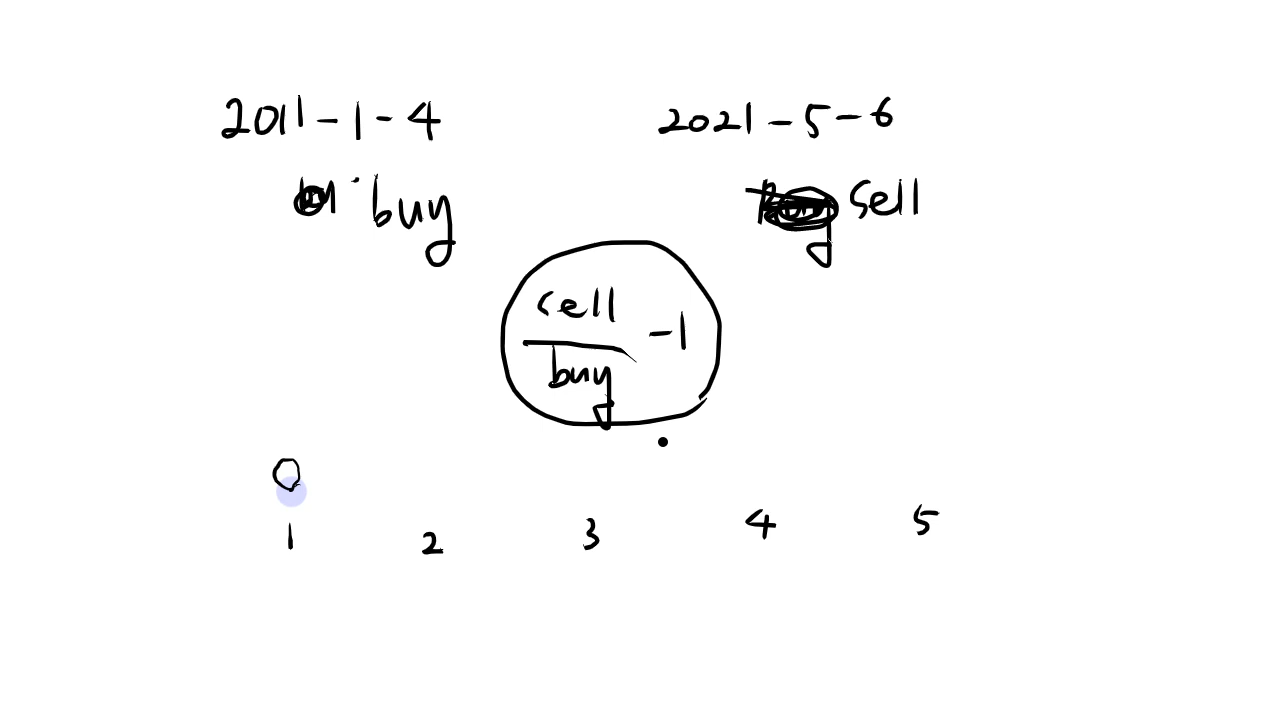 2011-1-4 2021-5-6
buy sell
sell
buy
-1
0
1 2 3 4 5